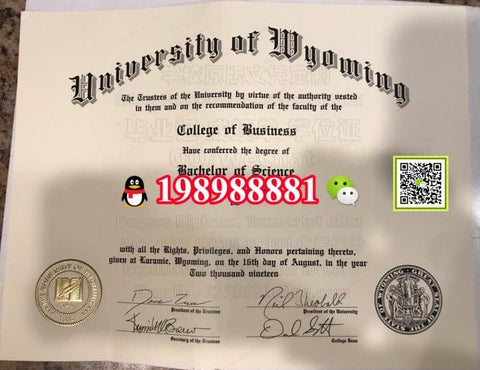 University of Wyoming
The Trustees of the University by virtue of the authority vested
in them and on the recommendation of the faculty of the
College of Business
Have conferred the degree of
Bachelor of Science
198988881
Degree Diploma Transcript offer
with all the Rights, Privileges, and Honors pertaining thereto,
given at Laramie, Wyoming, on the 16th day of August, in the year
Two thousand nineteen
President of the Trustees
President of the University
Secretary of the Trustees
College Dean